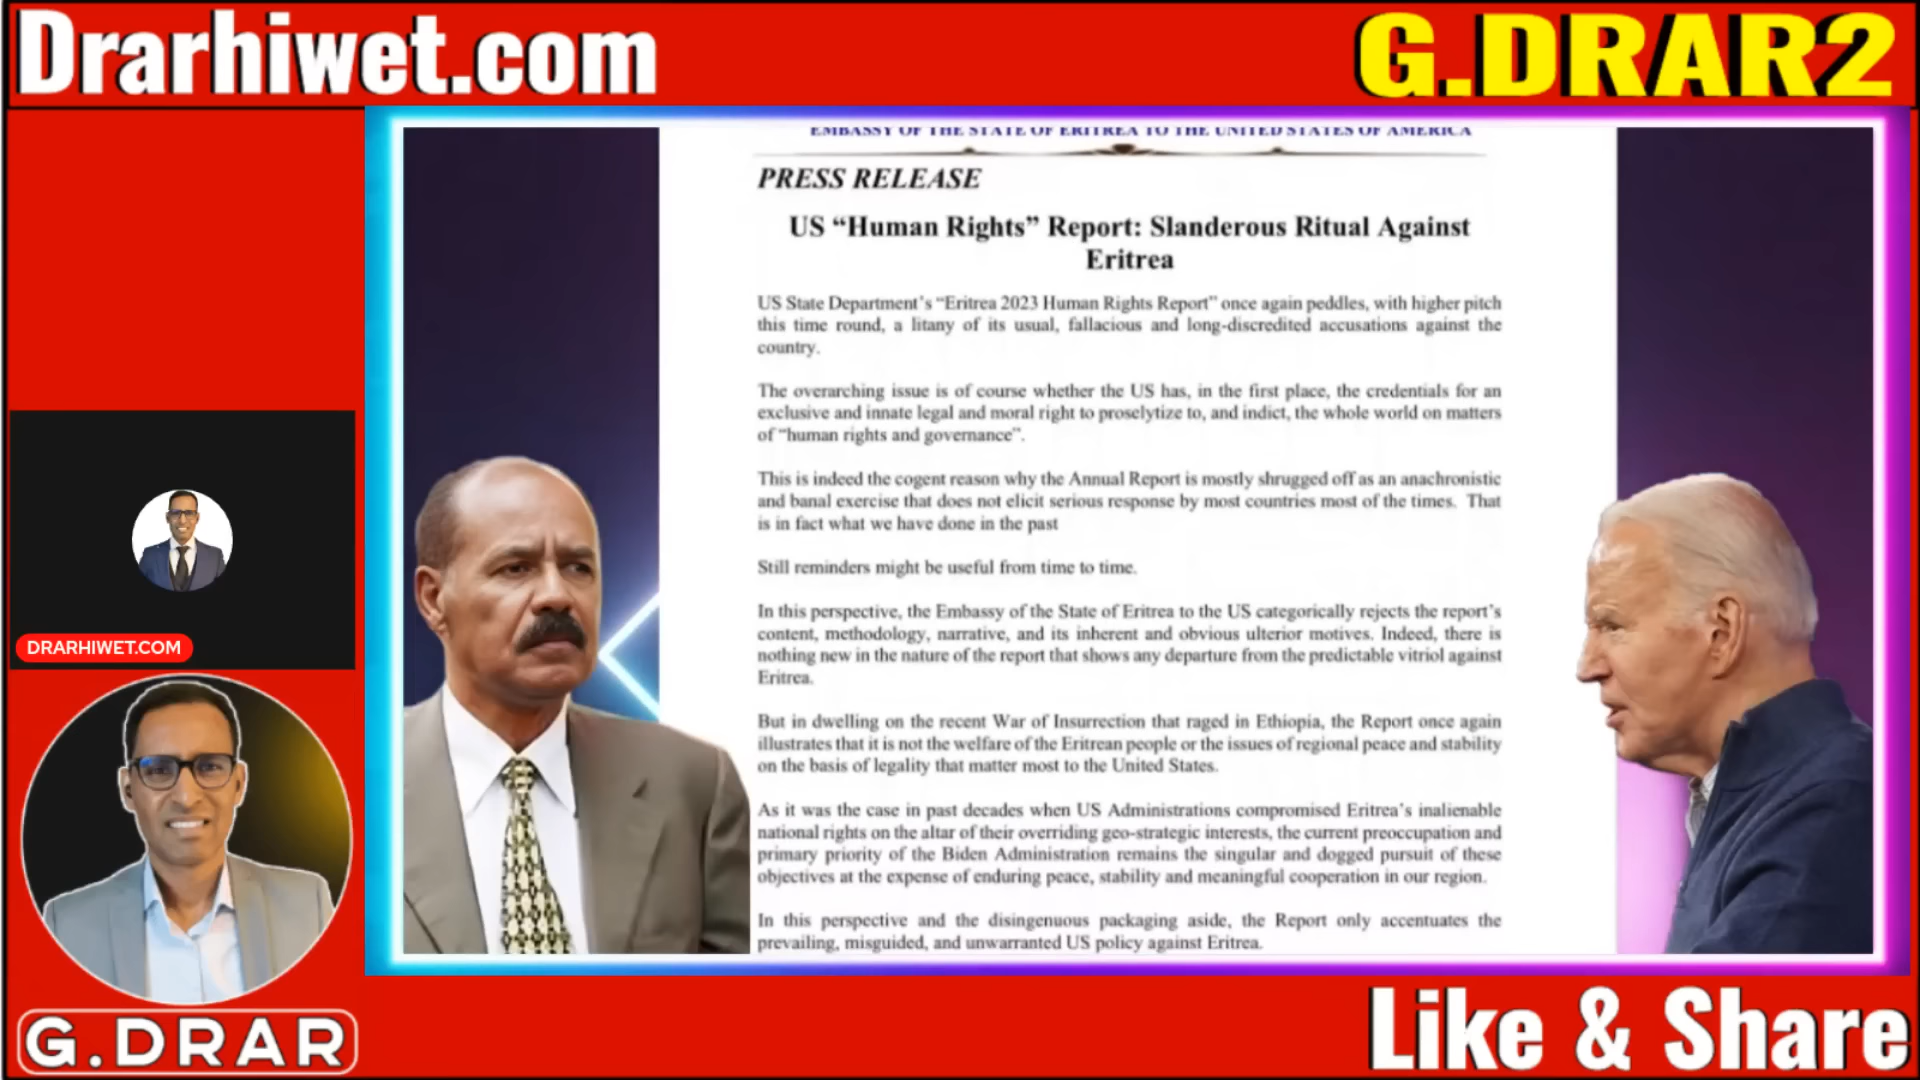 Drarhiwet.com
G.DRAR2
EMBASSY OF THE STATE OF ERITREA TO THE UNITED STATES OF AMERICA
PRESS RELEASE
US “Human Rights” Report: Slanderous Ritual Against
Eritrea
US State Department’s “Eritrea 2023 Human Rights Report” once again peddles, with higher pitch
this time round, a litany of its usual, fallacious and long-discredited accusations against the
country.
The overarching issue is of course whether the US has, in the first place, the credentials for an
exclusive and innate legal and moral right to proselytize to, and indict, the whole world on matters
of “human rights and governance”.
This is indeed the cogent reason why the Annual Report is mostly shrugged off as an anachronistic
and banal exercise that does not elicit serious response by most countries most of the times. That
is in fact what we have done in the past
Still reminders might be useful from time to time.
In this perspective, the Embassy of the State of Eritrea to the US categorically rejects the report’s
content, methodology, narrative, and its inherent and obvious ulterior motives. Indeed, there is
nothing new in the nature of the report that shows any departure from the predictable vitriol against
Eritrea.
But in dwelling on the recent War of Insurrection that raged in Ethiopia, the Report once again
illustrates that it is not the welfare of the Eritrean people or the issues of regional peace and stability
on the basis of legality that matter most to the United States.
As it was the case in past decades when US Administrations compromised Eritrea’s inalienable
national rights on the altar of their overriding geo-strategic interests, the current preoccupation and
primary priority of the Biden Administration remains the singular and dogged pursuit of these
objectives at the expense of enduring peace, stability and meaningful cooperation in our region.
In this perspective and the disingenuous packaging aside, the Report only accentuates the
prevailing, misguided, and unwarranted US policy against Eritrea.
DRARHIWET.COM
G.DRAR
Like & Share